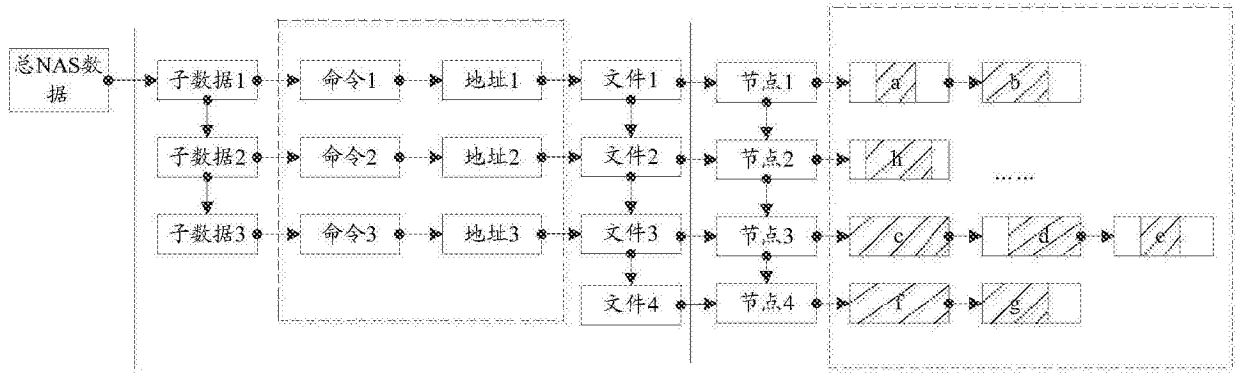 总NAS数
据
子数据1 命令1 地址1 文件1 节点1 a b
子数据2 命令2 地址2 文件2 节点2 h
……
子数据3 命令3 地址3 文件3 节点3 c d e
文件4 节点4 f g